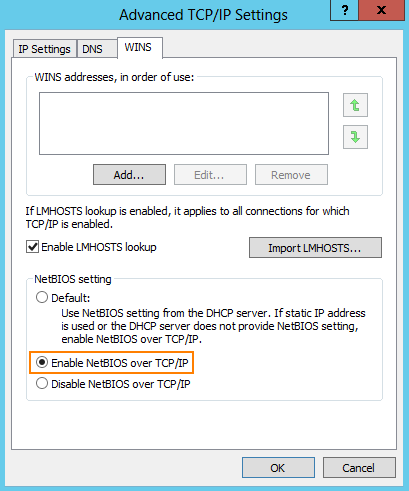 Advanced TCP/IP Settings
? x
IP Settings DNS WINS
WINS addresses, in order of use:
Add... Edit... Remove
If LMHOSTS lookup is enabled, it applies to all connections for which
TCP/IP is enabled.
Enable LMHOSTS lookup Import LMHOSTS...
NetBIOS setting
Default:
Use NetBIOS setting from the DHCP server. If static IP address
is used or the DHCP server does not provide NetBIOS setting,
enable NetBIOS over TCP/IP.
Enable NetBIOS over TCP/IP
Disable NetBIOS over TCP/IP
OK Cancel